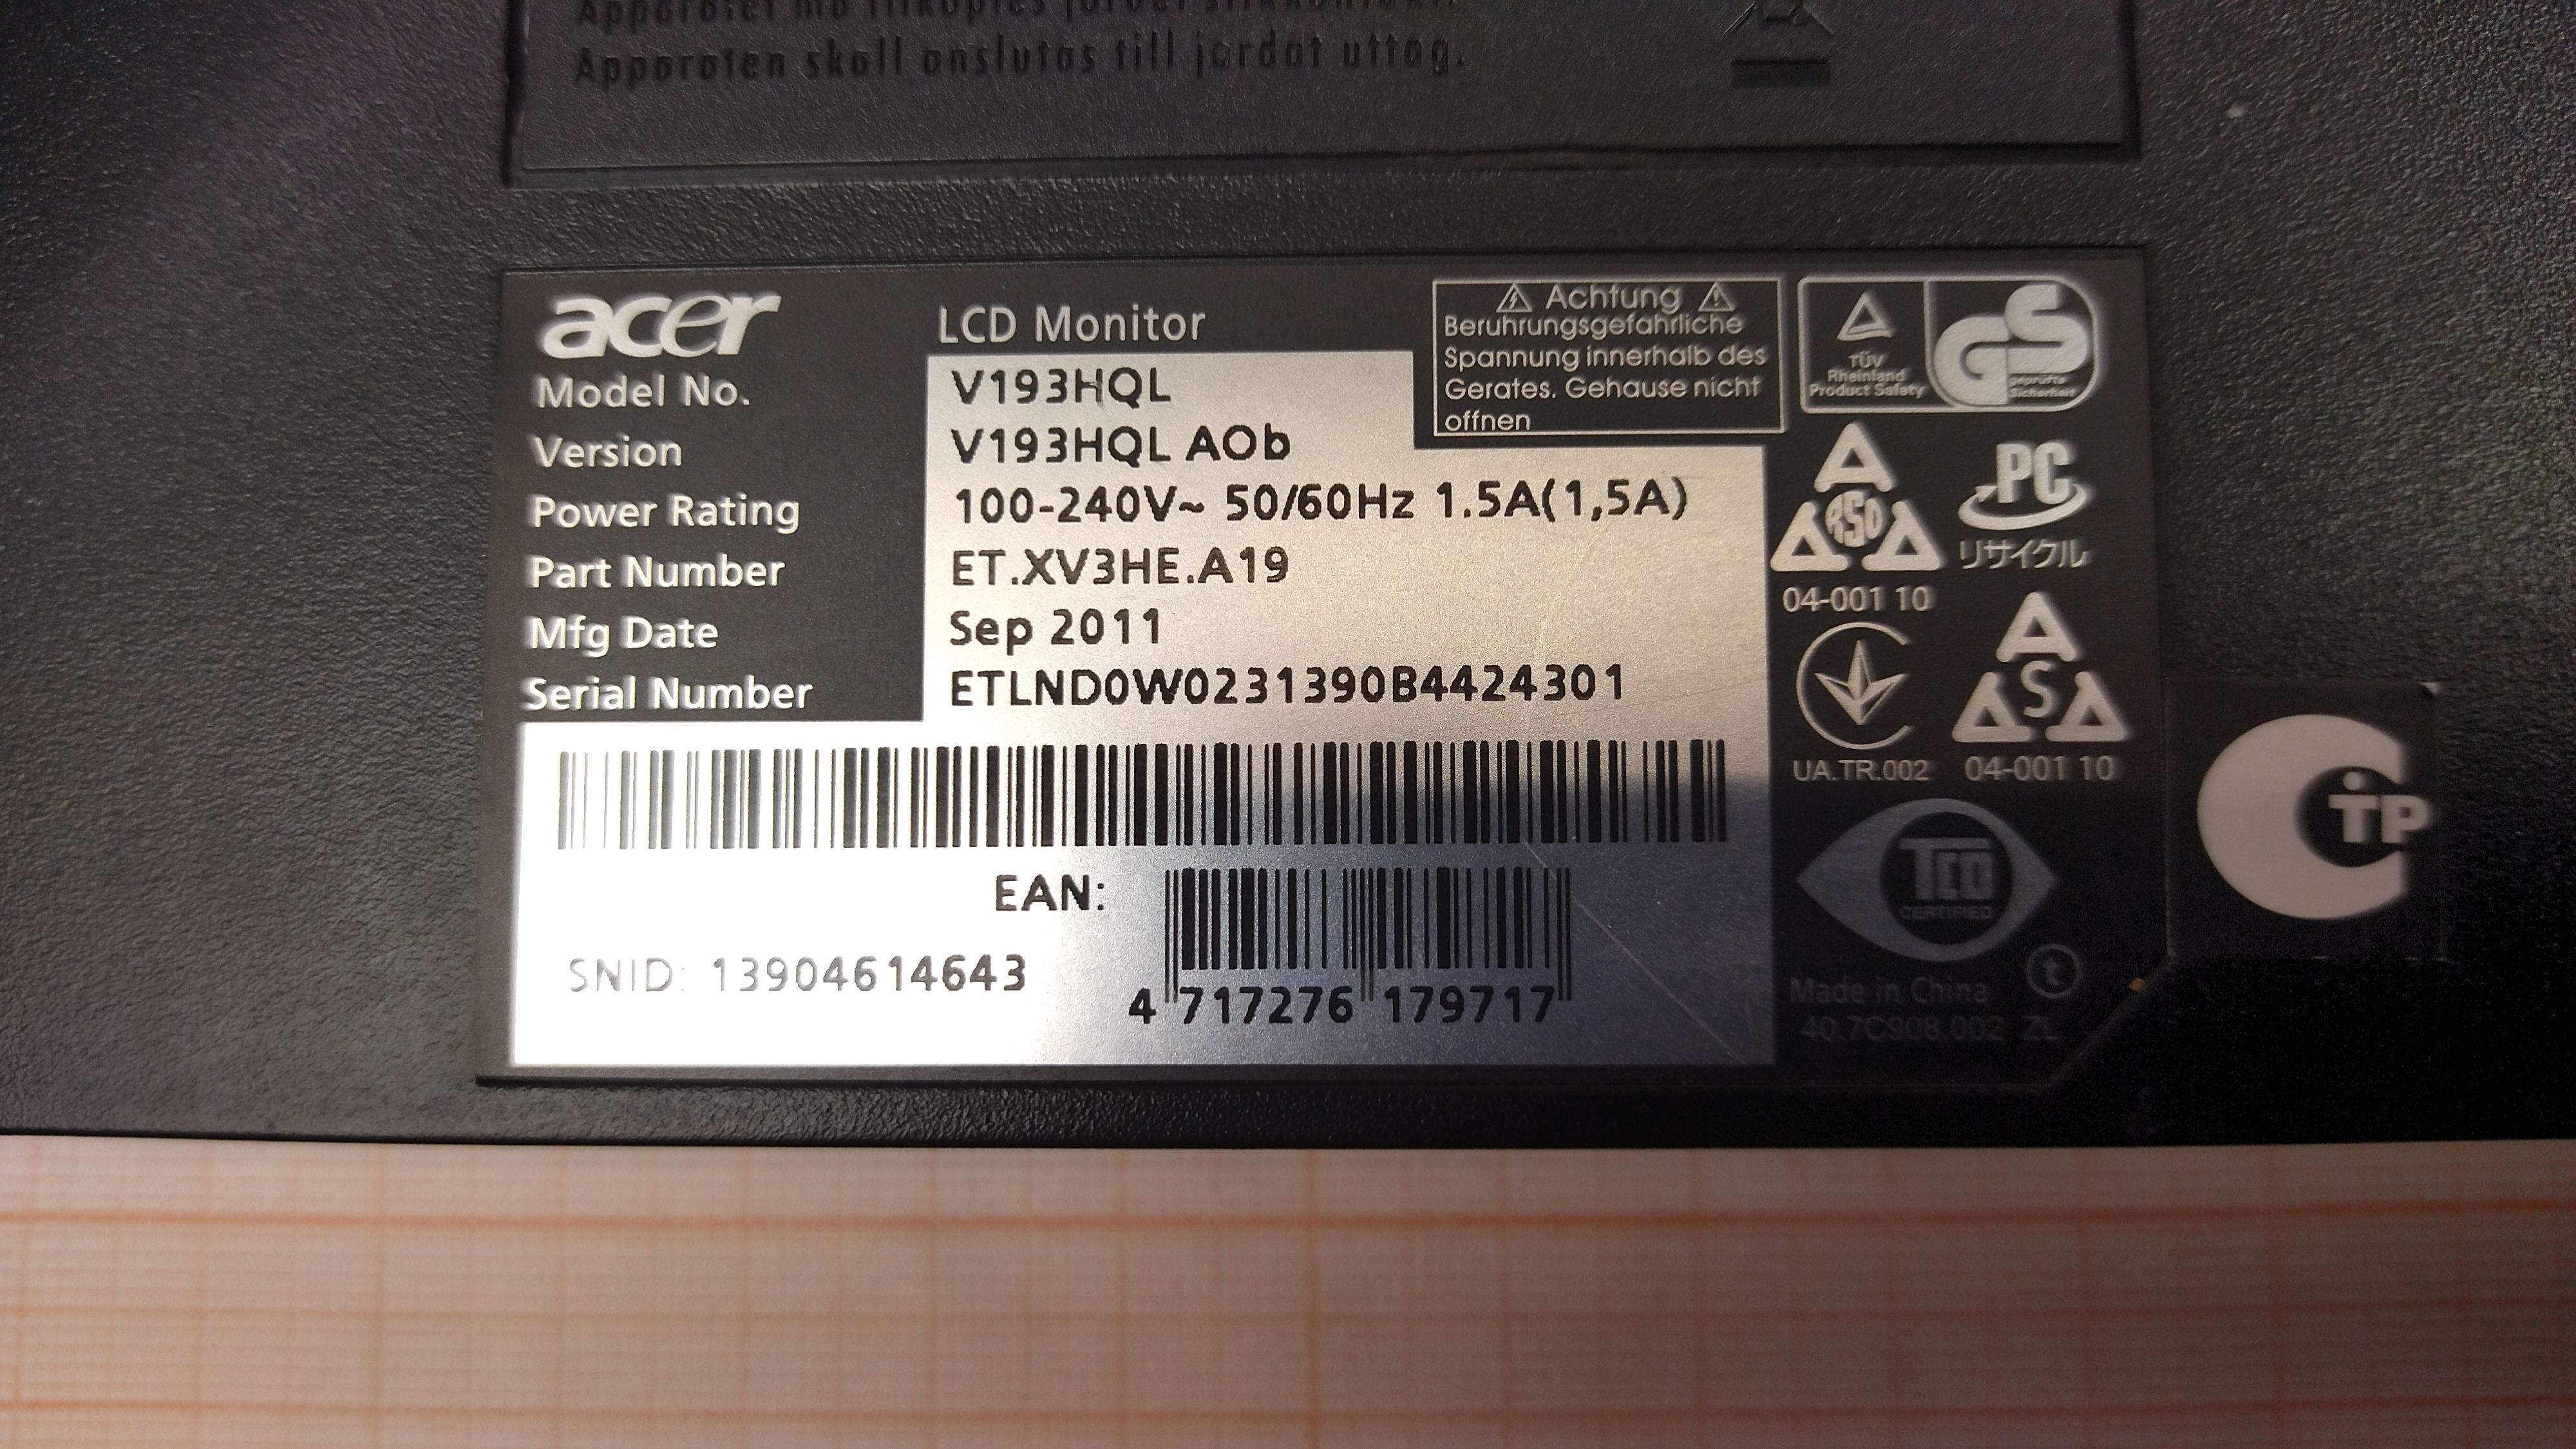 Apparaten skall anslutas till jordat uttag.
acer
LCD Monitor
Model No. V193HQL
Version V193HQL AOb
Power Rating 100-240V~ 50/60Hz 1.5A(1,5A)
Part Number ET.XV3HE.A19
Mfg Date Sep 2011
Serial Number ETLND0W0231390B4424301
EAN:
4 717276 179717
SNID: 13904614643
Achtung
Beruhrungsgefahrliche
Spannung innerhalb des
Gerates. Gehause nicht
offnen
TÜV
Rheinland
Product Safety
GS
geprüfte
Sicherheit
A
RSO
04-001 10
PC
リサイクル
UA.TR.002
A
S
04-001 10
TCO
CERTIFIED
t
Made in China
40.7C908.002 ZL
CTP